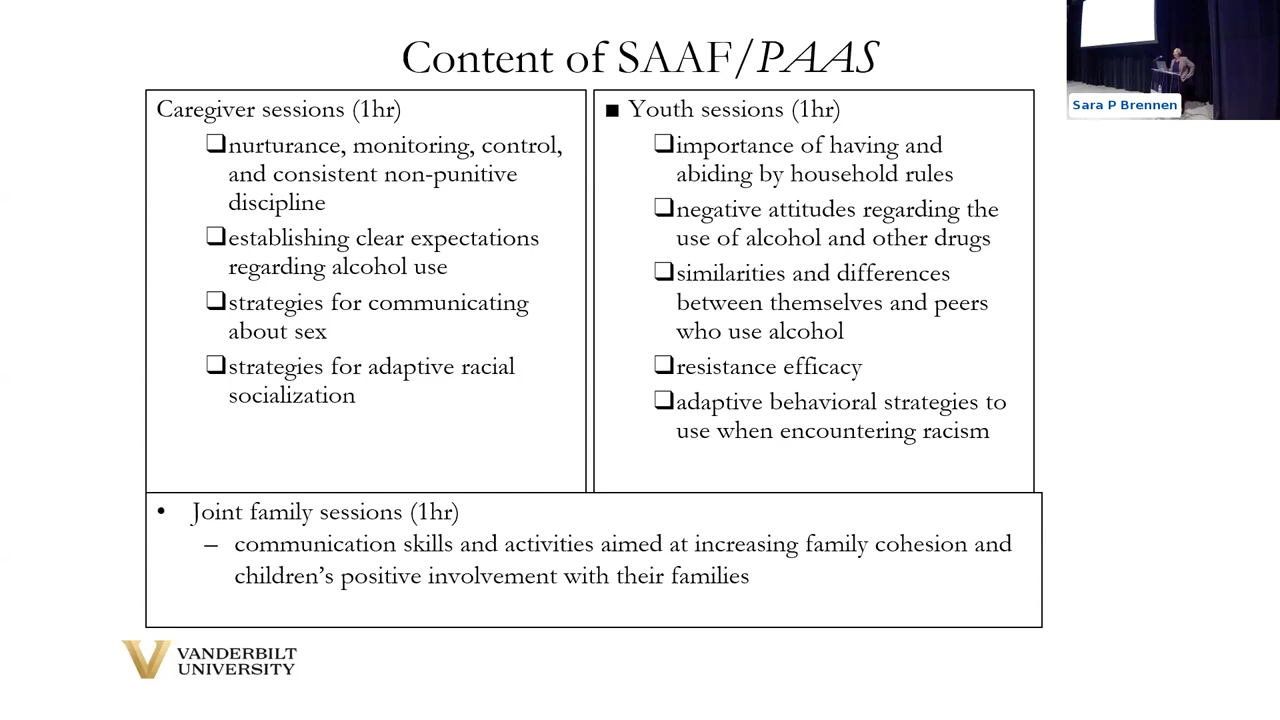 Content of SAAF/PAAS
Caregiver sessions (1hr)
❑nurturance, monitoring, control,
and consistent non-punitive
discipline
❑establishing clear expectations
regarding alcohol use
❑strategies for communicating
about sex
❑strategies for adaptive racial
socialization
■ Youth sessions (1hr)
❑importance of having and
abiding by household rules
❑negative attitudes regarding the
use of alcohol and other drugs
❑similarities and differences
between themselves and peers
who use alcohol
❑resistance efficacy
❑adaptive behavioral strategies to
use when encountering racism
• Joint family sessions (1hr)
– communication skills and activities aimed at increasing family cohesion and
children’s positive involvement with their families
VANDERBILT
UNIVERSITY
Sara P Brennen